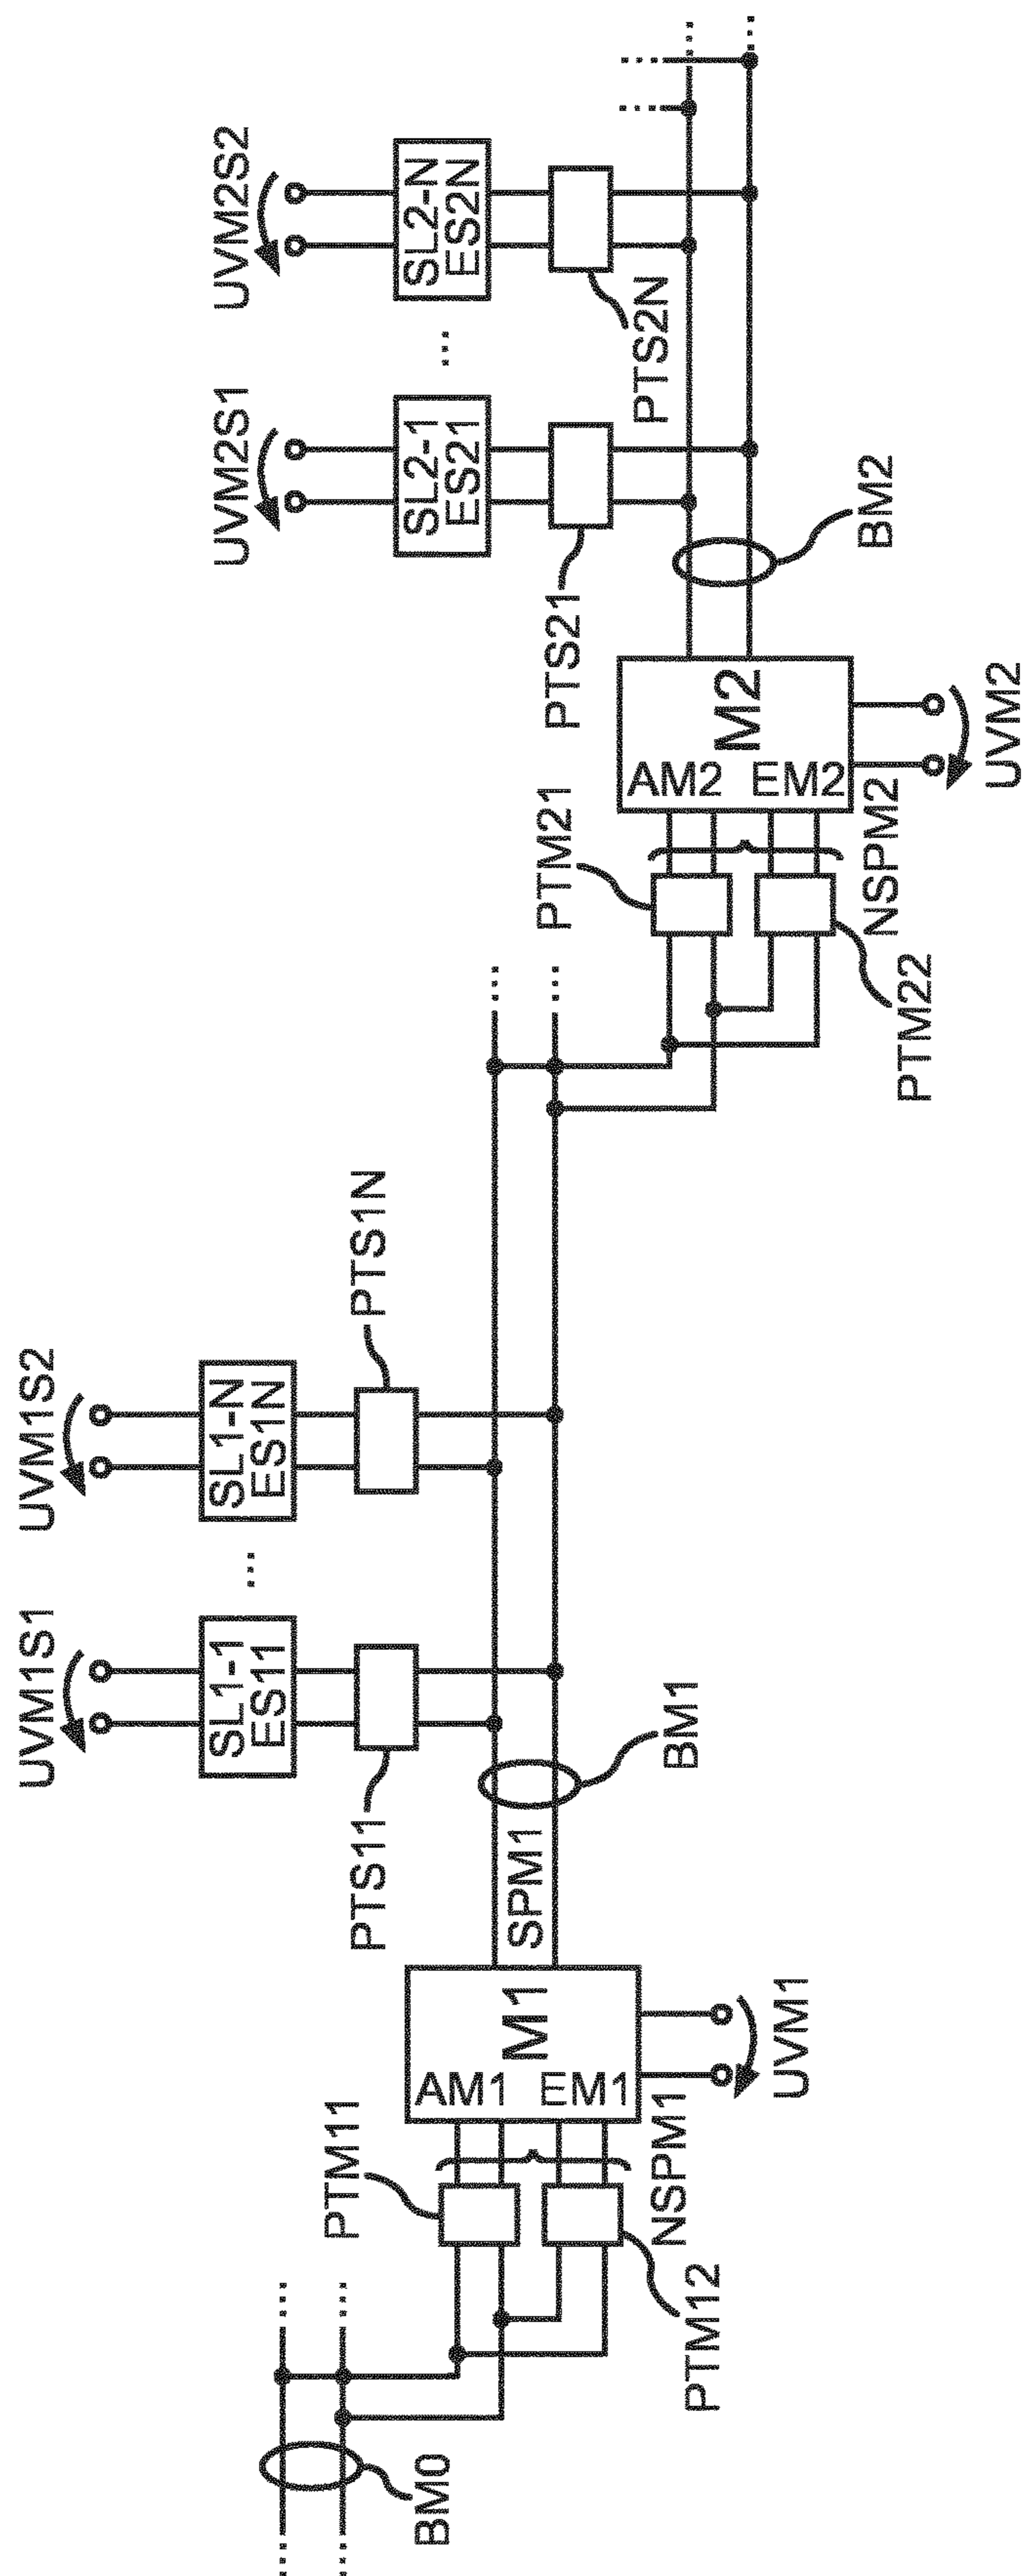 UVM1S1
UVM1S2
SL1-1
ES11
...
SL1-N
ES1N
PTS11
PTS1N
UVM2S1
UVM2S2
SL2-1
ES21
...
SL2-N
ES2N
PTS21
PTS2N
BM0
PTM11
PTM12
NSPM1
AM1
EM1
M1
UVM1
SPM1
BM1
PTM21
PTM22
NSPM2
AM2
EM2
M2
UVM2
BM2